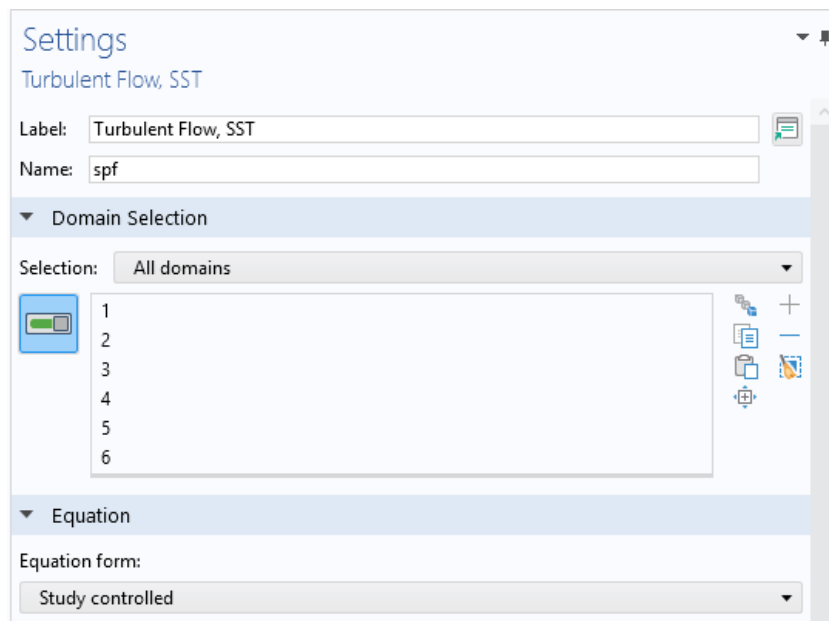 Settings
Turbulent Flow, SST
Label: Turbulent Flow, SST
Name: spf
Domain Selection
Selection: All domains
1
2
3
4
5
6
Equation
Equation form:
Study controlled